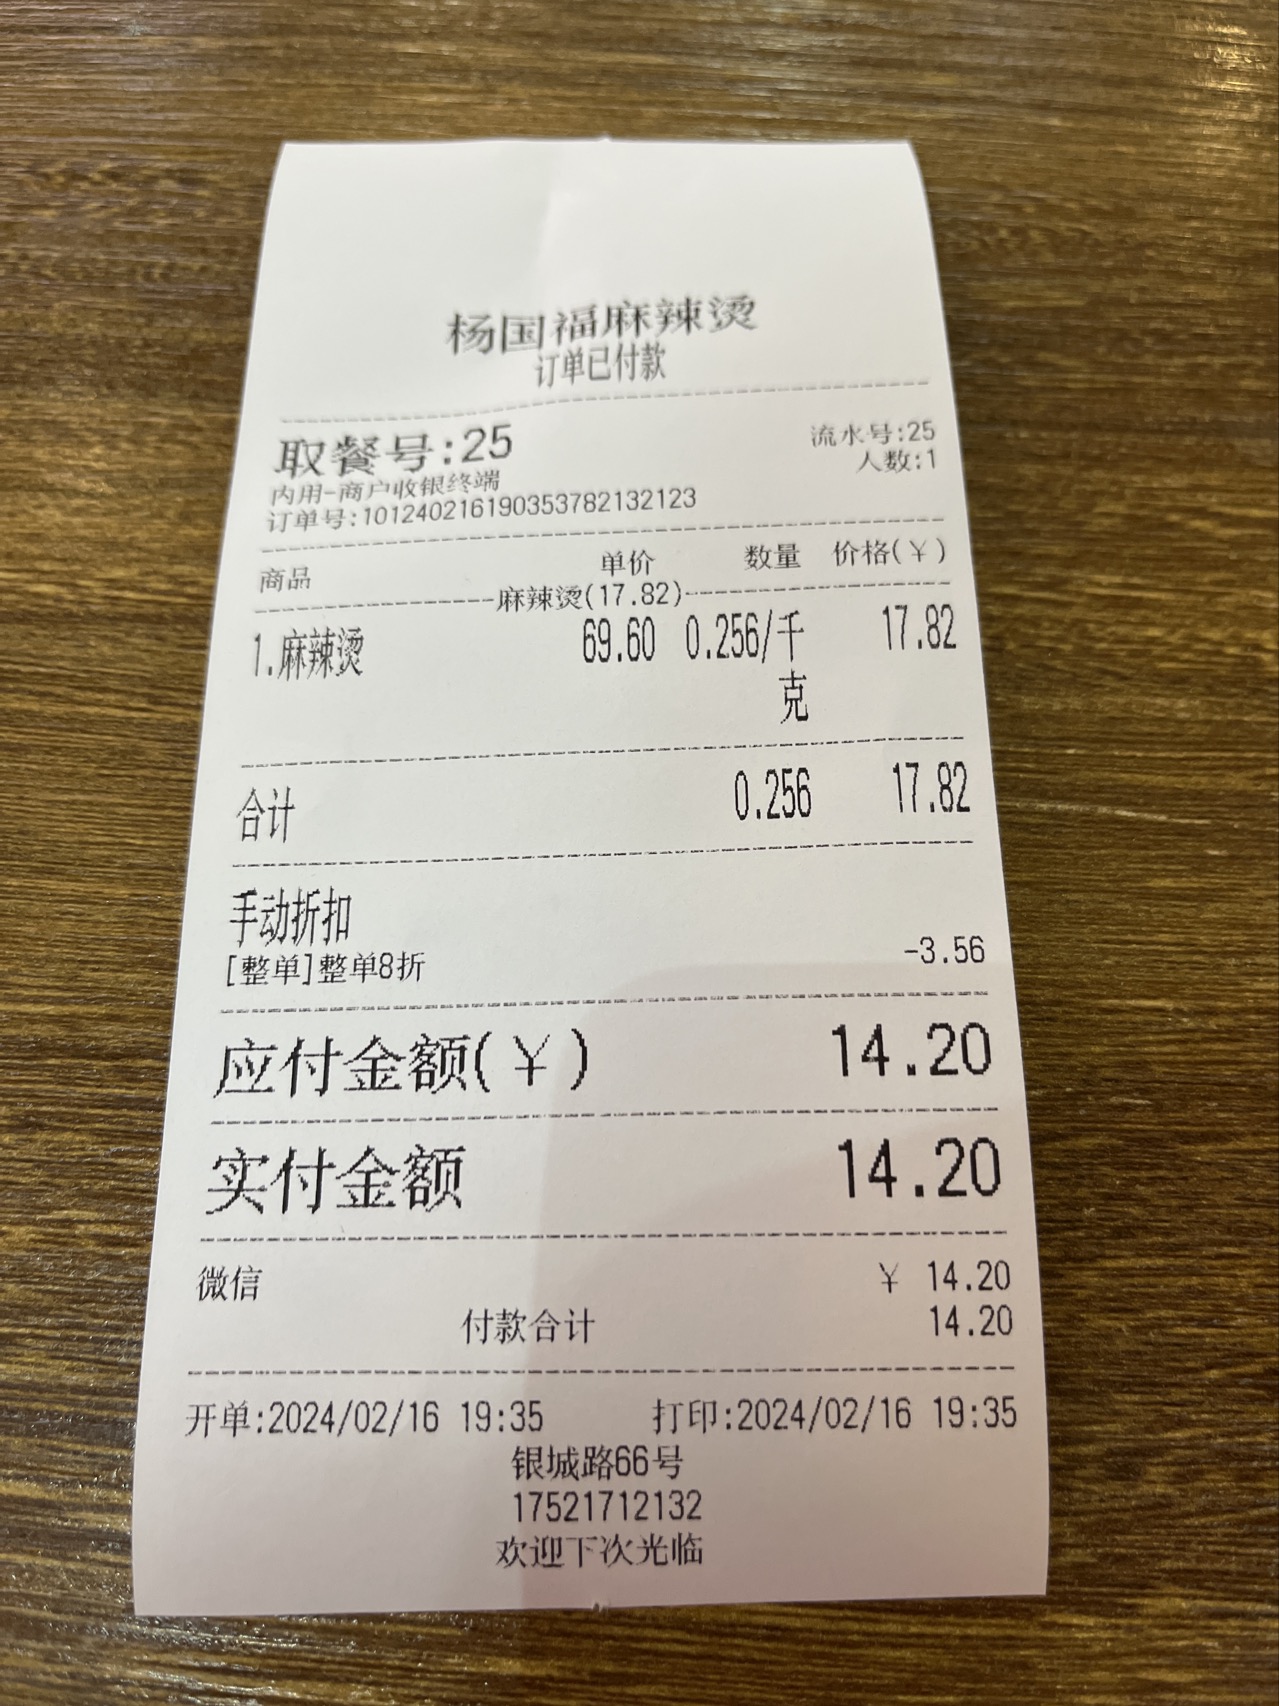 杨国福麻辣烫
订单已付款
取餐号:25 流水号:25
内用-商户收银终端 人数:1
订单号:101240216190353782132123
商品 单价 数量 价格(￥)
麻辣烫(17.82)
1.麻辣烫 69.60 0.256/千 17.82
克
合计 0.256 17.82
手动折扣
[整单]整单8折 -3.56
应付金额(￥) 14.20
实付金额 14.20
微信 ￥ 14.20
付款合计 14.20
开单:2024/02/16 19:35 打印:2024/02/16 19:35
银城路66号
17521712132
欢迎下次光临